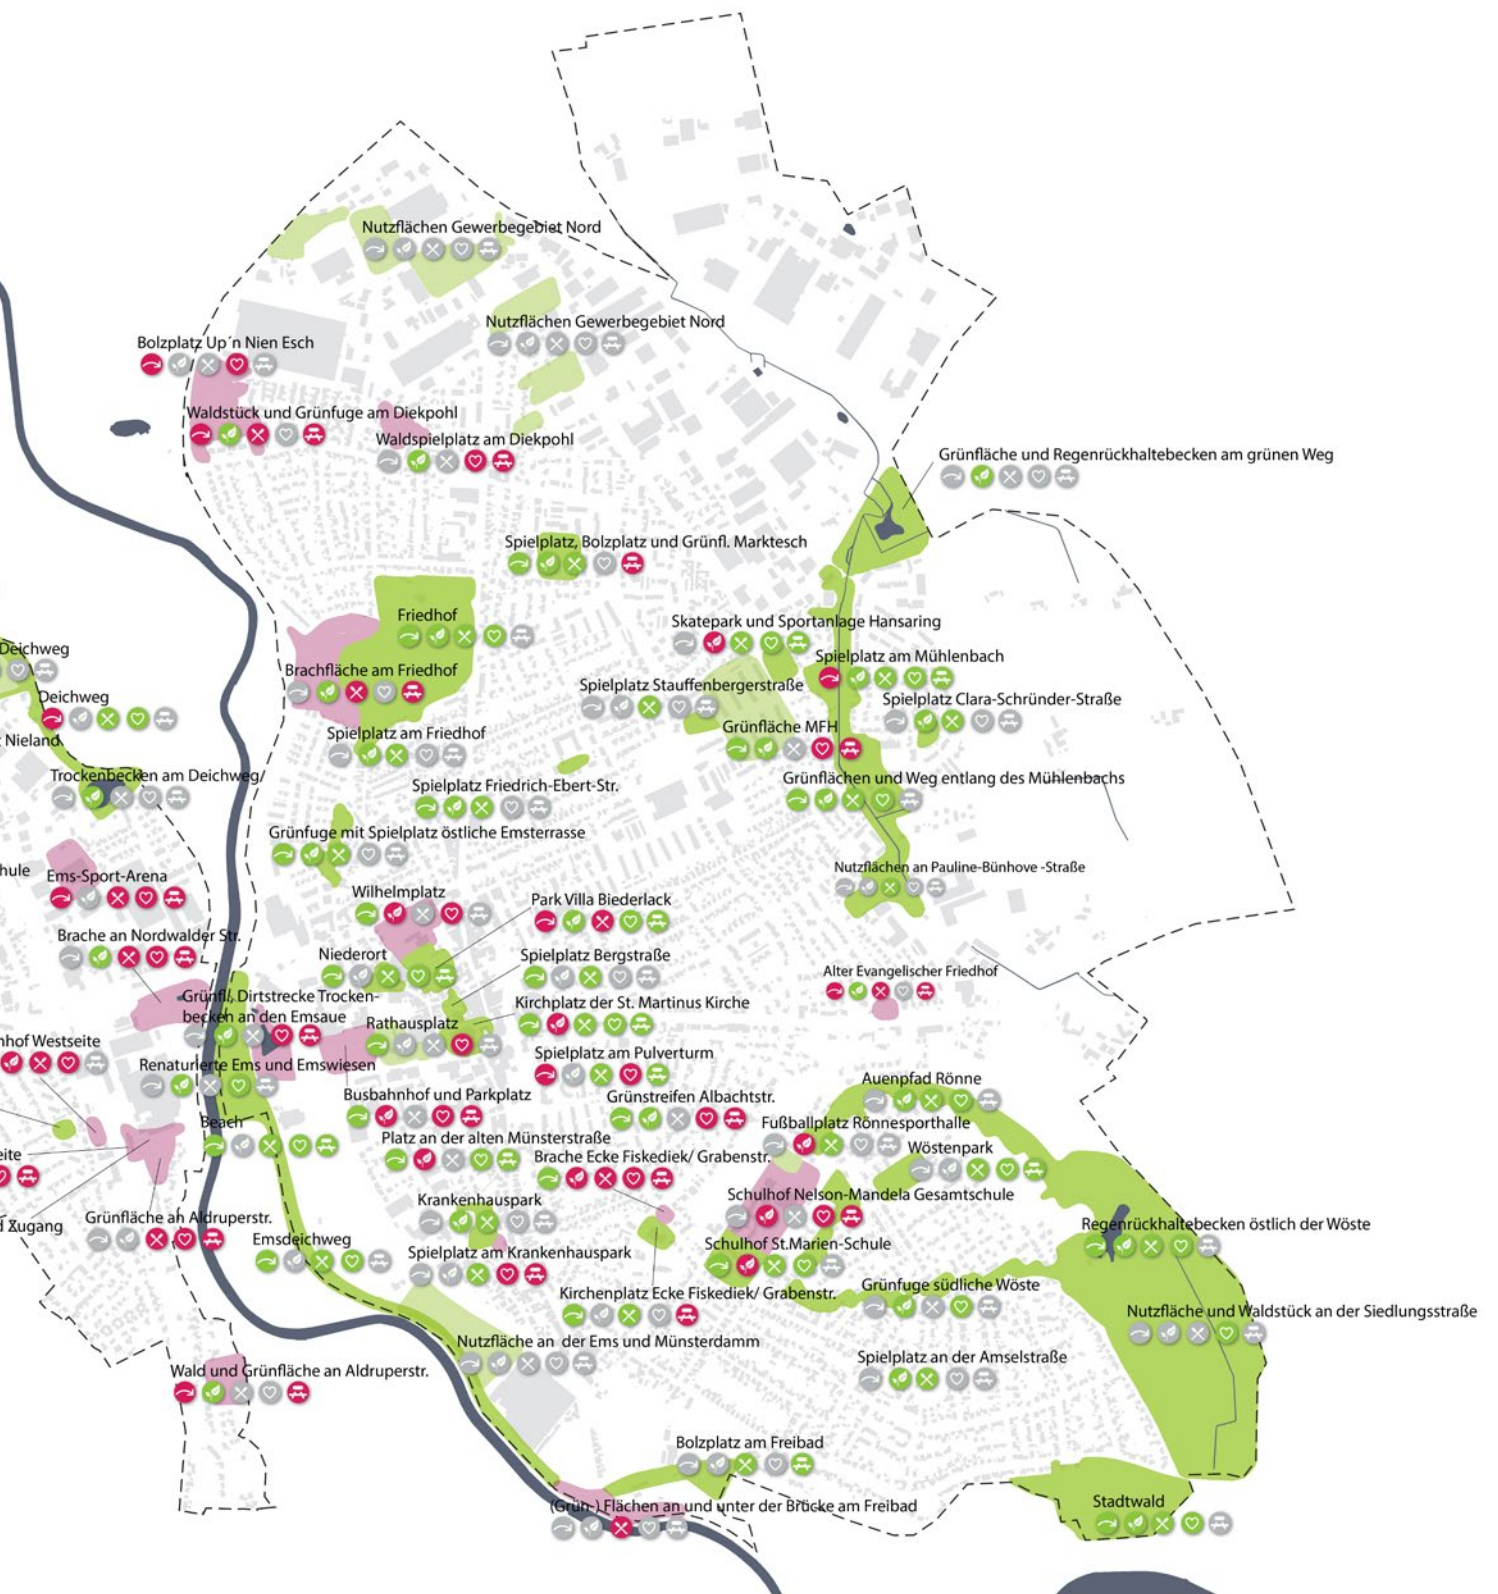 Nutzflächen Gewerbegebiet Nord
Nutzflächen Gewerbegebiet Nord
Bolzplatz Up´n Nien Esch
Waldstück und Grünfuge am Diekpohl
Waldspielplatz am Diekpohl
Grünfläche und Regenrückhaltebecken am grünen Weg
Spielplatz, Bolzplatz und Grünfl. Marktesch
Friedhof
Skatepark und Sportanlage Hansaring
Deichweg
Spielplatz am Mühlenbach
Brachfläche am Friedhof
Spielplatz Stauffenbergerstraße
Deichweg
Spielplatz Clara-Schründer-Straße
Grünfläche MFH
Spielplatz am Friedhof
Nieland
Trockenbecken am Deichweg
Grünflächen und Weg entlang des Mühlenbachs
Spielplatz Friedrich-Ebert-Str.
Grünfuge mit Spielplatz östliche Emsterrasse
hule
Ems-Sport-Arena
Nutzflächen an Pauline-Bünhove -Straße
Wilhelmplatz
Park Villa Biederlack
Brache an Nordwalder Str.
Niederort
Spielplatz Bergstraße
Alter Evangelischer Friedhof
Grünfl., Dirtstrecke Trocken-
becken an den Emsaue
Kirchplatz der St. Martinus Kirche
Rathausplatz
nhof Westseite
Spielplatz am Pulverturm
Renaturierte Ems und Emswiesen
Auenpfad Rönne
Busbahnhof und Parkplatz
Grünstreifen Albachtstr.
Beach
Fußballplatz Rönnesporthalle
Platz an der alten Münsterstraße
Wöstenpark
eite
Brache Ecke Fiskediek/ Grabenstr.
Schulhof Nelson-Mandela Gesamtschule
Krankenhauspark
d Zugang
Grünfläche an Aldruperstr.
Regenrückhaltebecken östlich der Wöste
Emsdeichweg
Schulhof St.Marien-Schule
Spielplatz am Krankenhauspark
Grünfuge südliche Wöste
Kirchenplatz Ecke Fiskediek/ Grabenstr.
Nutzfläche und Waldstück an der Siedlungsstraße
Nutzfläche an der Ems und Münsterdamm
Spielplatz an der Amselstraße
Wald und Grünfläche an Aldruperstr.
Bolzplatz am Freibad
Stadtwald
(Grün-) Flächen an und unter der Brücke am Freibad